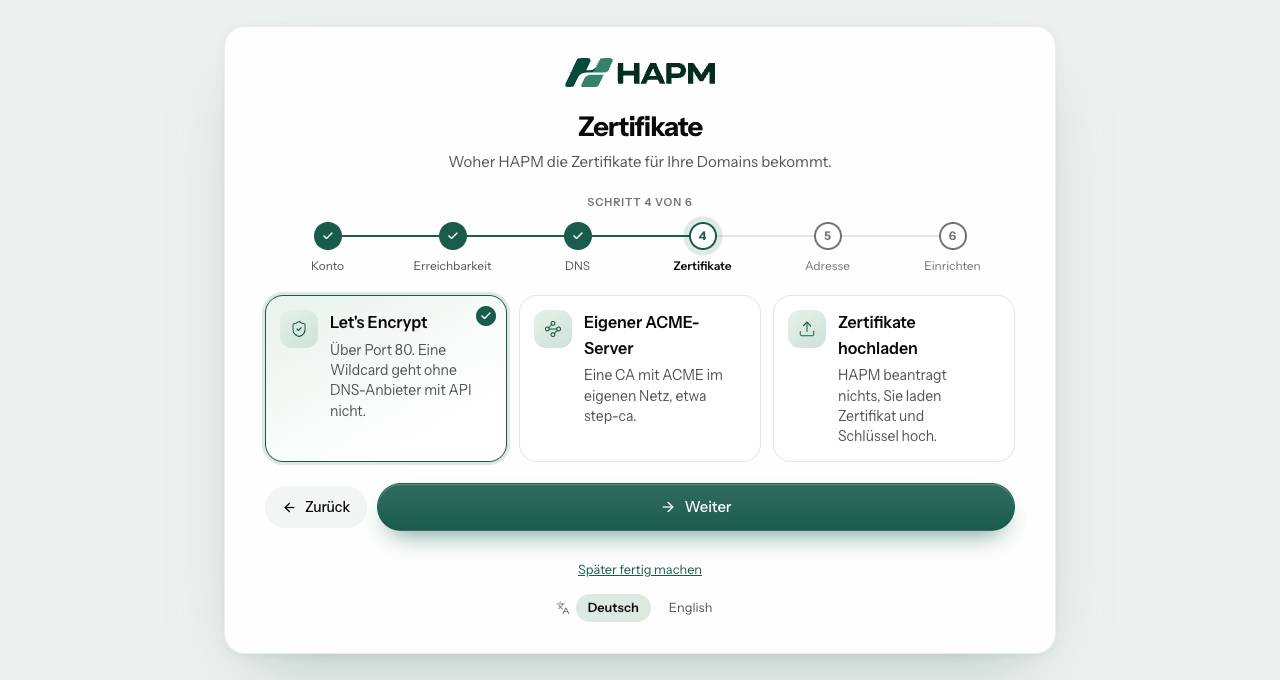 HAPM
Zertifikate
Woher HAPM die Zertifikate für Ihre Domains bekommt.
SCHRITT 4 VON 6
4
5
6
Konto
Erreichbarkeit
DNS
Zertifikate
Adresse
Einrichten
Let's Encrypt
Über Port 80. Eine
Wildcard geht ohne
DNS-Anbieter mit API
nicht.
Eigener ACME-
Server
Eine CA mit ACME im
eigenen Netz, etwa
step-ca.
Zertifikate
hochladen
HAPM beantragt
nichts, Sie laden
Zertifikat und
Schlüssel hoch.
Zurück
Weiter
Später fertig machen
Deutsch
English